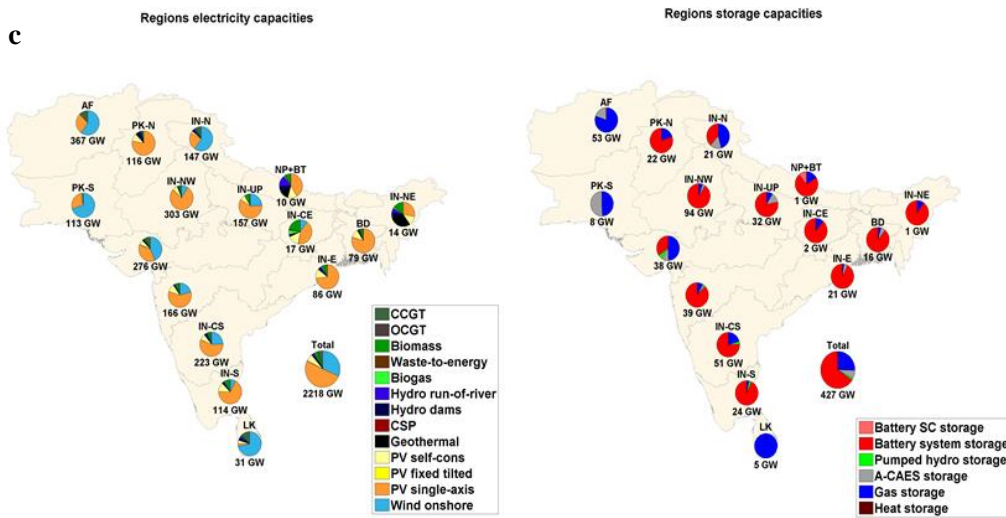 Regions electricity capacities
c
AF
367 GW
PK-N
116 GW
IN-N
147 GW
PK-S
113 GW
IN-NW
303 GW
IN-UP
157 GW
NP+BT
10 GW
IN-NE
14 GW
IN-CE
17 GW
BD
79 GW
276 GW
IN-E
86 GW
166 GW
IN-CS
223 GW
Total
2218 GW
IN-S
114 GW
LK
31 GW
CCGT
OCGT
Biomass
Waste-to-energy
Biogas
Hydro run-of-river
Hydro dams
CSP
Geothermal
PV self-cons
PV fixed tilted
PV single-axis
Wind onshore
Regions storage capacities
AF
53 GW
PK-N
22 GW
IN-N
21 GW
PK-S
8 GW
IN-NW
94 GW
IN-UP
32 GW
NP+BT
1 GW
IN-NE
1 GW
IN-CE
2 GW
BD
16 GW
38 GW
IN-E
21 GW
39 GW
IN-CS
51 GW
Total
427 GW
IN-S
24 GW
LK
5 GW
Battery SC storage
Battery system storage
Pumped hydro storage
A-CAES storage
Gas storage
Heat storage